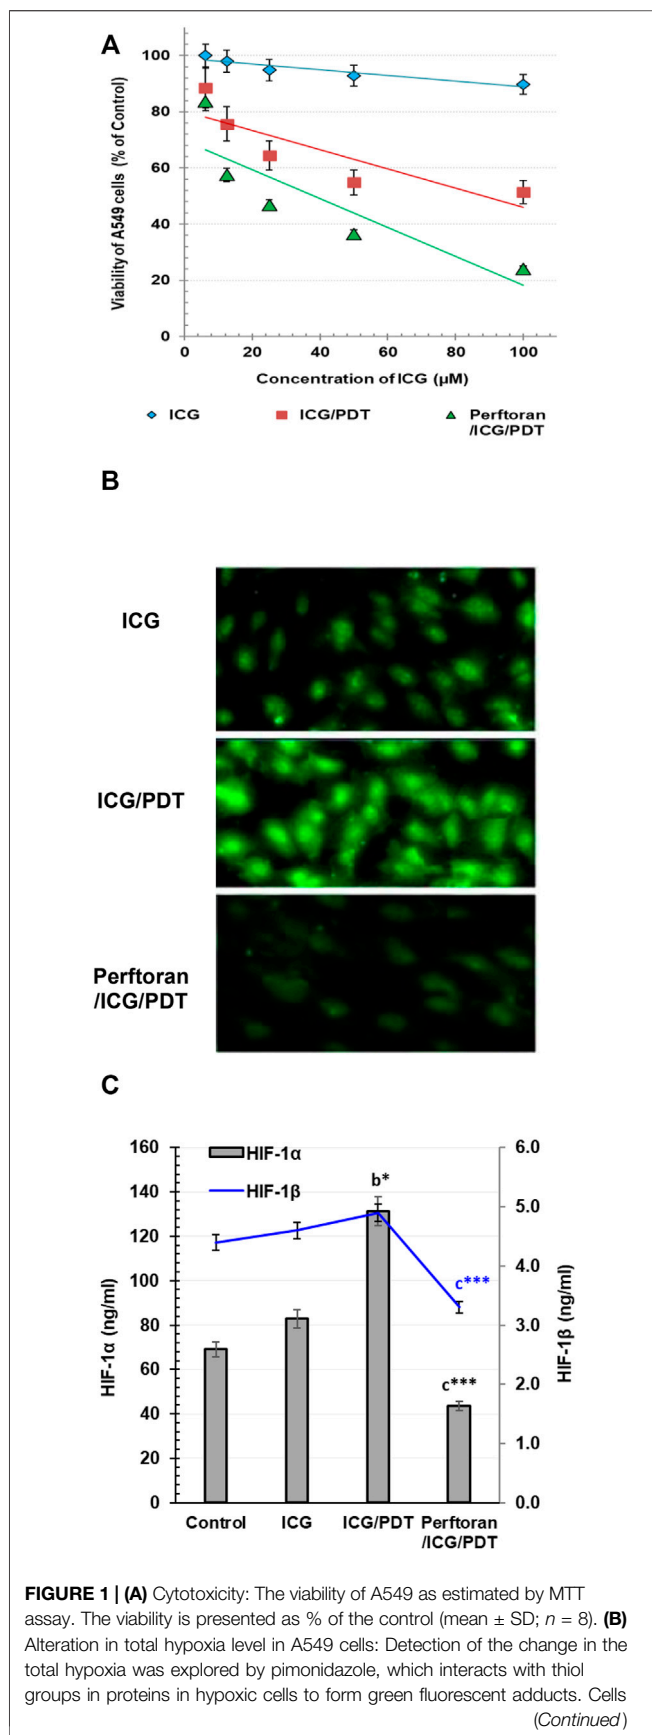 A
Viability of A549 cells (% of Control)
100
80
60
40
20
0
0 20 40 60 80 100
Concentration of ICG (µM)
ICG ICG/PDT Perftoran
/ICG/PDT
B
ICG
ICG/PDT
Perftoran
/ICG/PDT
C
HIF-1α (ng/ml)
160
140
120
100
80
60
40
20
0
HIF-1α
HIF-1β
b*
c***
c***
6.0
5.0
4.0
3.0
2.0
1.0
0.0
HIF-1β (ng/ml)
Control ICG ICG/PDT Perftoran
/ICG/PDT
FIGURE 1 | (A) Cytotoxicity: The viability of A549 as estimated by MTT
assay. The viability is presented as % of the control (mean ± SD; n = 8). (B)
Alteration in total hypoxia level in A549 cells: Detection of the change in the
total hypoxia was explored by pimonidazole, which interacts with thiol
groups in proteins in hypoxic cells to form green fluorescent adducts. Cells
(Continued)